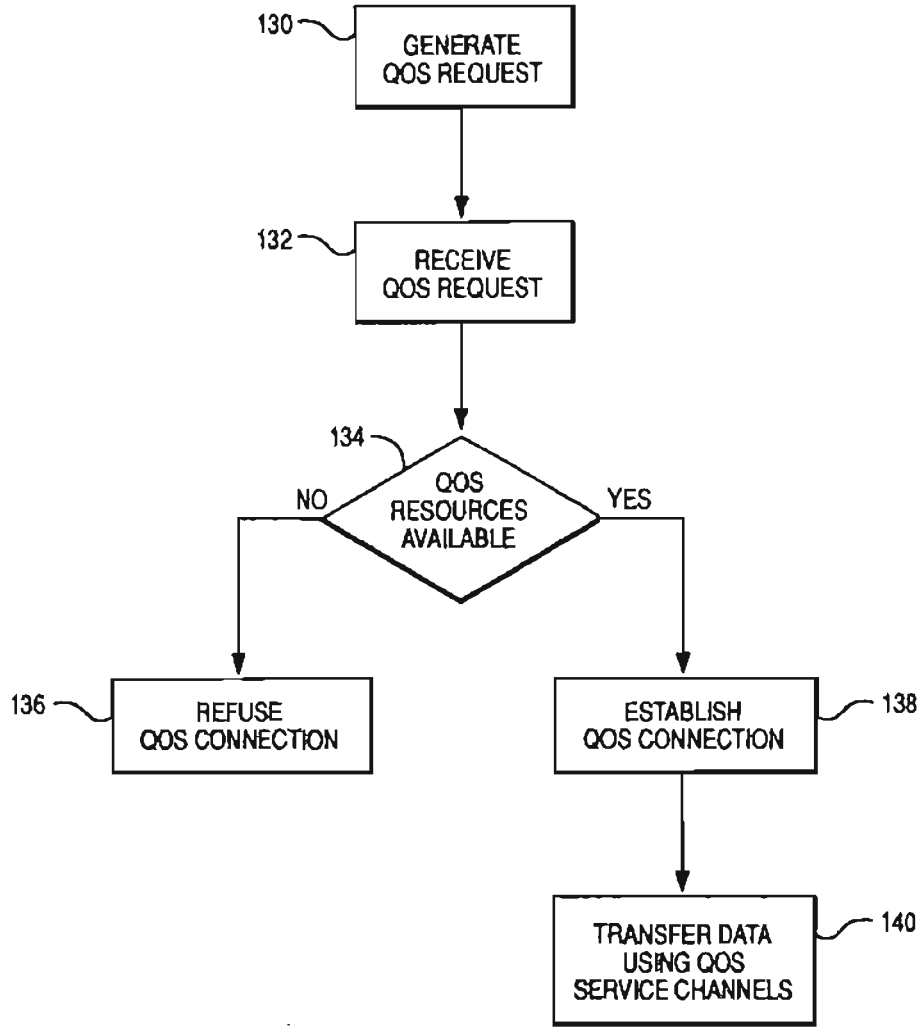 130
GENERATE
QOS REQUEST
132
RECEIVE
QOS REQUEST
134
QOS
RESOURCES
AVAILABLE
NO
YES
136
REFUSE
QOS CONNECTION
ESTABLISH
QOS CONNECTION
138
TRANSFER DATA
USING QOS
SERVICE CHANNELS
140